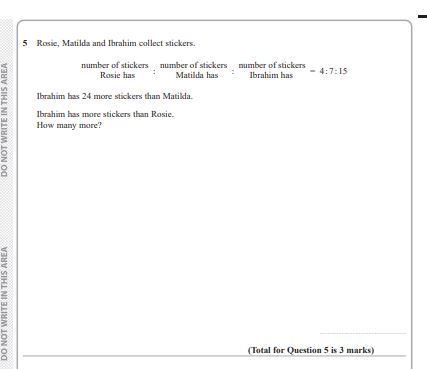 5 Rosie, Matilda and Ibrahim collect stickers.
number of stickers Rosie has : number of stickers Matilda has : number of stickers Ibrahim has = 4 : 7 : 15
Ibrahim has 24 more stickers than Matilda.
Ibrahim has more stickers than Rosie.
How many more?
(Total for Question 5 is 3 marks)
DO NOT WRITE IN THIS AREA
DO NOT WRITE IN THIS AREA